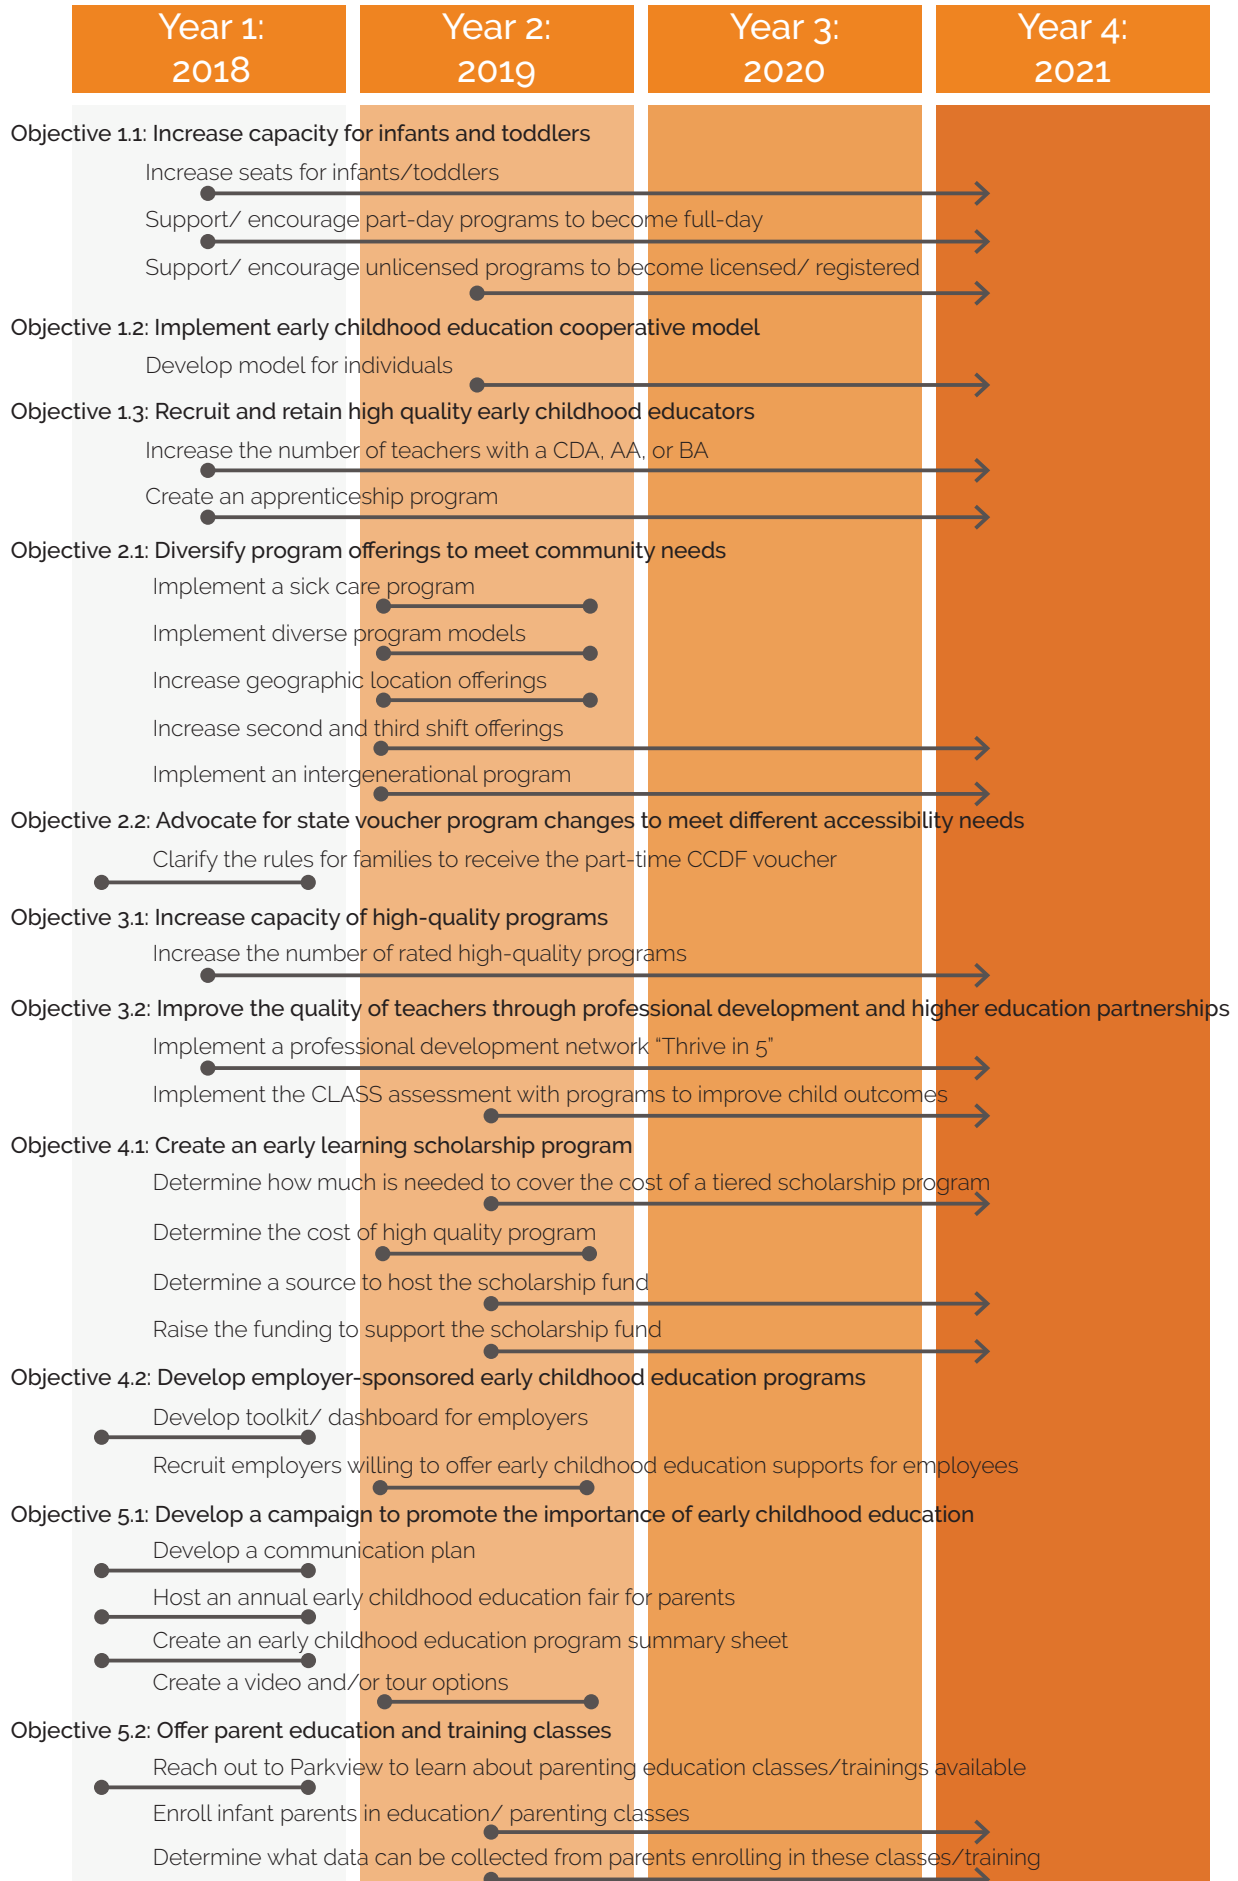 Year 1:
2018
Year 2:
2019
Year 3:
2020
Year 4:
2021
Objective 1.1: Increase capacity for infants and toddlers
Increase seats for infants/toddlers
Support/ encourage part-day programs to become full-day
Support/ encourage unlicensed programs to become licensed/ registered
Objective 1.2: Implement early childhood education cooperative model
Develop model for individuals
Objective 1.3: Recruit and retain high quality early childhood educators
Increase the number of teachers with a CDA, AA, or BA
Create an apprenticeship program
Objective 2.1: Diversify program offerings to meet community needs
Implement a sick care program
Implement diverse program models
Increase geographic location offerings
Increase second and third shift offerings
Implement an intergenerational program
Objective 2.2: Advocate for state voucher program changes to meet different accessibility needs
Clarify the rules for families to receive the part-time CCDF voucher
Objective 3.1: Increase capacity of high-quality programs
Increase the number of rated high-quality programs
Objective 3.2: Improve the quality of teachers through professional development and higher education partnerships
Implement a professional development network “Thrive in 5”
Implement the CLASS assessment with programs to improve child outcomes
Objective 4.1: Create an early learning scholarship program
Determine how much is needed to cover the cost of a tiered scholarship program
Determine the cost of high quality program
Determine a source to host the scholarship fund
Raise the funding to support the scholarship fund
Objective 4.2: Develop employer-sponsored early childhood education programs
Develop toolkit/ dashboard for employers
Recruit employers willing to offer early childhood education supports for employees
Objective 5.1: Develop a campaign to promote the importance of early childhood education
Develop a communication plan
Host an annual early childhood education fair for parents
Create an early childhood education program summary sheet
Create a video and/or tour options
Objective 5.2: Offer parent education and training classes
Reach out to Parkview to learn about parenting education classes/trainings available
Enroll infant parents in education/ parenting classes
Determine what data can be collected from parents enrolling in these classes/training